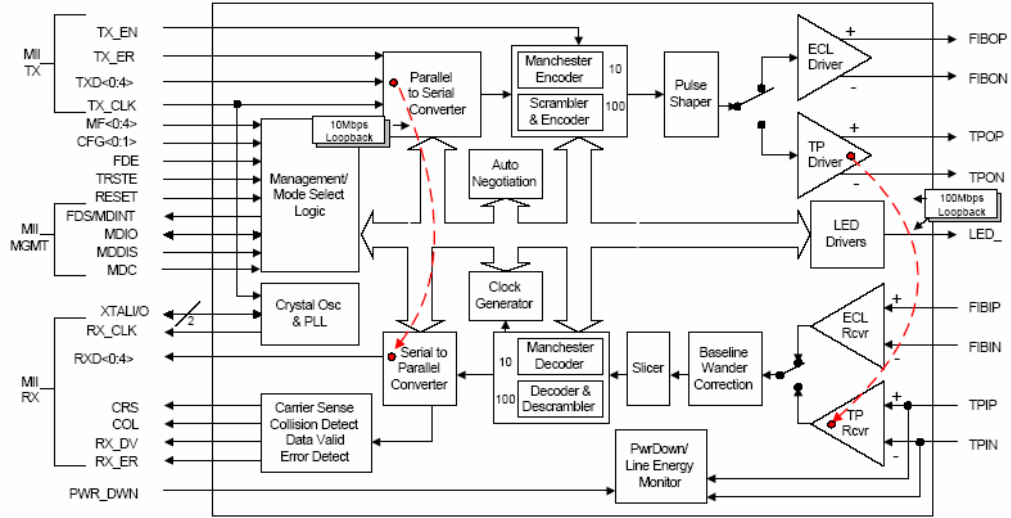 MII
TX
TX_EN
TX_ER
TXD<0:4>
TX_CLK
MF<0:4>
CFG<0:1>
FDE
TRSTE
RESET
MII
MGMT
FDS/MDINT
MDIO
MDDIS
MDC
XTALI/O
2
RX_CLK
RXD<0:4>
MII
RX
CRS
COL
RX_DV
RX_ER
PWR_DWN
Parallel
to Serial
Converter
10Mbps
Loopback
Management/
Mode Select
Logic
Crystal Osc
& PLL
Manchester
Encoder
10
Scrambler
& Encoder
100
Auto
Negotiation
Clock
Generator
Serial to
Parallel
Converter
10
Manchester
Decoder
100
Decoder &
Descrambler
Carrier Sense
Collision Detect
Data Valid
Error Detect
Pulse
Shaper
ECL
Driver
+
-
FIBOP
FIBON
TP
Driver
+
-
TPOP
TPON
100Mbps
Loopback
LED
Drivers
LED_
Slicer
Baseline
Wander
Correction
ECL
Rcvr
+
-
FIBIP
FIBIN
TP
Rcvr
+
-
TPIP
TPIN
PwrDown/
Line Energy
Monitor